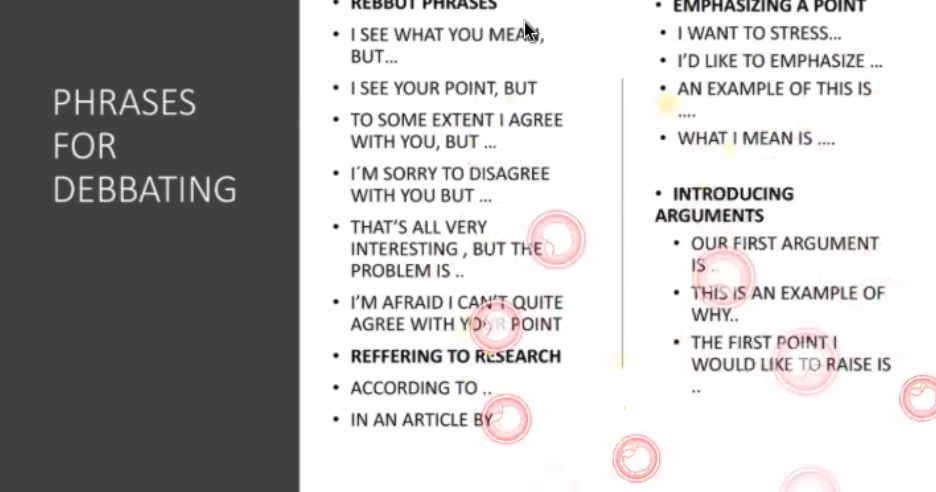 PHRASES
FOR
DEBBATING
• REBBUT PHRASES
• I SEE WHAT YOU MEAN,
BUT...
• I SEE YOUR POINT, BUT
• TO SOME EXTENT I AGREE
WITH YOU, BUT ...
• I´M SORRY TO DISAGREE
WITH YOU BUT ...
• THAT'S ALL VERY
INTERESTING , BUT THE
PROBLEM IS ..
• I'M AFRAID I CAN'T QUITE
AGREE WITH YOUR POINT
• REFFERING TO RESEARCH
• ACCORDING TO ..
• IN AN ARTICLE BY
• EMPHASIZING A POINT
• I WANT TO STRESS...
• I'D LIKE TO EMPHASIZE ...
• AN EXAMPLE OF THIS IS
....
• WHAT I MEAN IS ....
• INTRODUCING
ARGUMENTS
• OUR FIRST ARGUMENT
IS ..
• THIS IS AN EXAMPLE OF
WHY..
• THE FIRST POINT I
WOULD LIKE TO RAISE IS
..